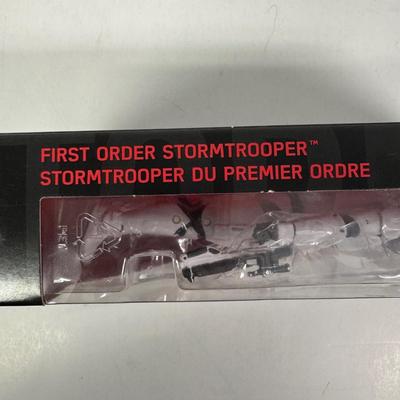 FIRST ORDER STORMTROOPER™
STORMTROOPER DU PREMIER ORDRE